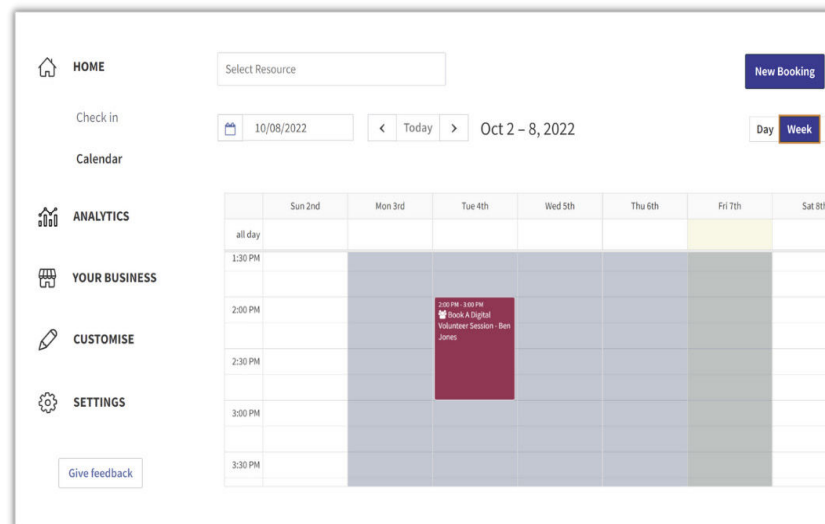 HOME
Check in
Calendar
ANALYTICS
YOUR BUSINESS
CUSTOMISE
SETTINGS
Give feedback
Select Resource
New Booking
10/08/2022
Today
Oct 2 – 8, 2022
Day Week
Sun 2nd Mon 3rd Tue 4th Wed 5th Thu 6th Fri 7th Sat 8th
all day
1:30 PM
2:00 PM
2:00 PM - 3:00 PM
Book A Digital
Volunteer Session - Ben
Jones
2:30 PM
3:00 PM
3:30 PM